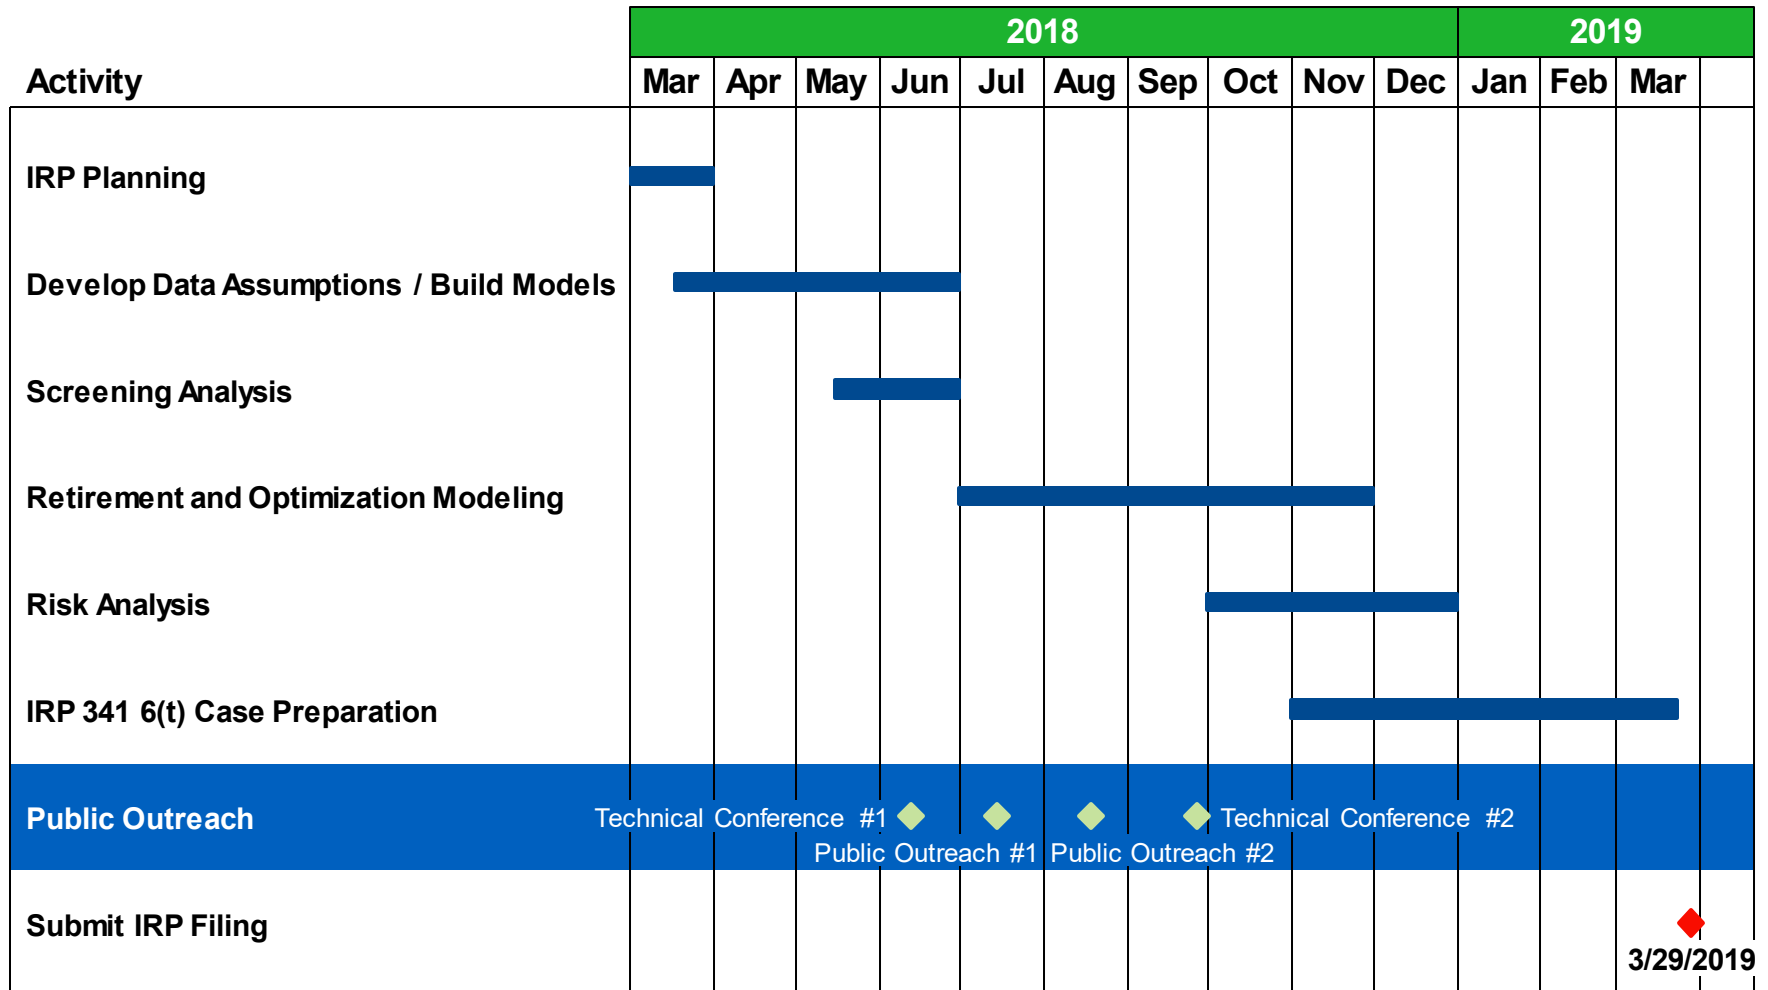 2018 2019
Activity Mar Apr May Jun Jul Aug Sep Oct Nov Dec Jan Feb Mar
IRP Planning
Develop Data Assumptions / Build Models
Screening Analysis
Retirement and Optimization Modeling
Risk Analysis
IRP 341 6(t) Case Preparation
Public Outreach Technical Conference #1 Technical Conference #2
Public Outreach #1 Public Outreach #2
Submit IRP Filing
3/29/2019